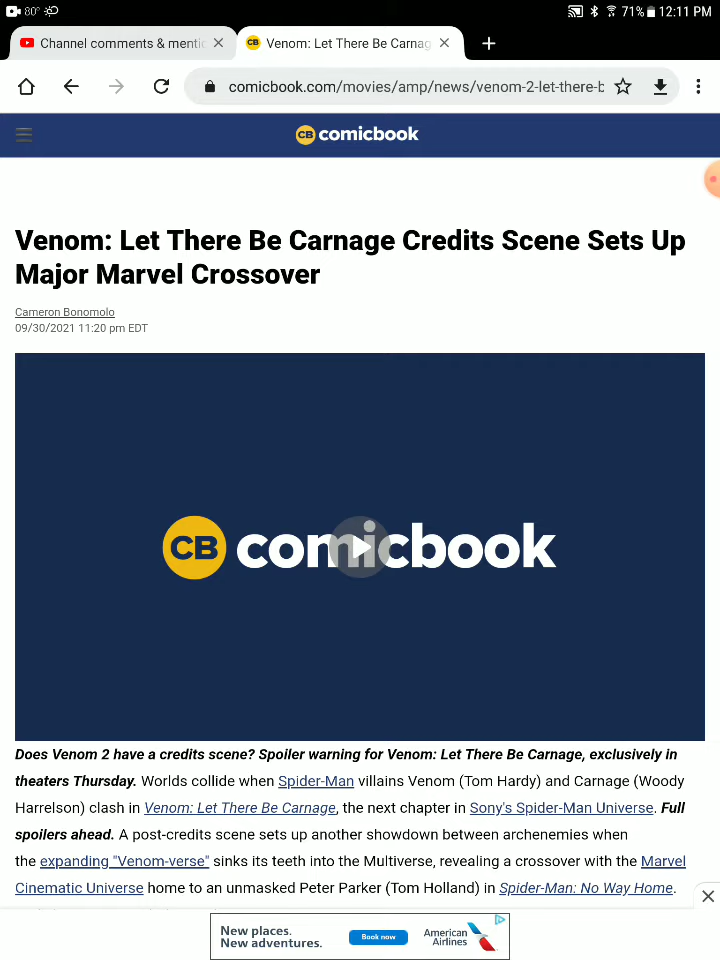 80°
71% 12:11 PM
Channel comments & mentic
CB Venom: Let There Be Carnag
comicbook.com/movies/amp/news/venom-2-let-there-b
CB comicbook
Venom: Let There Be Carnage Credits Scene Sets Up
Major Marvel Crossover
Cameron Bonomolo
09/30/2021 11:20 pm EDT
CB comicbook
Does Venom 2 have a credits scene? Spoiler warning for Venom: Let There Be Carnage, exclusively in
theaters Thursday. Worlds collide when Spider-Man villains Venom (Tom Hardy) and Carnage (Woody
Harrelson) clash in Venom: Let There Be Carnage, the next chapter in Sony's Spider-Man Universe. Full
spoilers ahead. A post-credits scene sets up another showdown between archenemies when
the expanding "Venom-verse" sinks its teeth into the Multiverse, revealing a crossover with the Marvel
Cinematic Universe home to an unmasked Peter Parker (Tom Holland) in Spider-Man: No Way Home.
New places.
New adventures.
Book now
American
Airlines